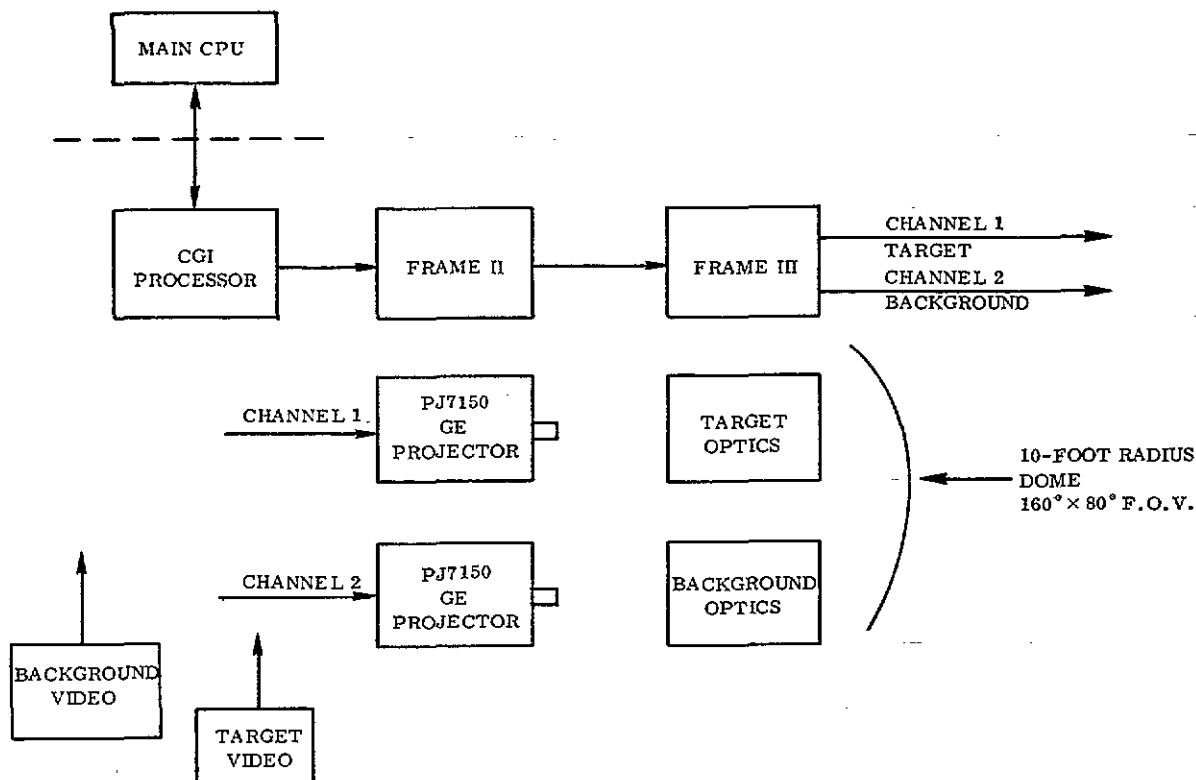 MAIN CPU
CGI
PROCESSOR
FRAME II
FRAME III
CHANNEL 1
TARGET
CHANNEL 2
BACKGROUND
CHANNEL 1
PJ7150
GE
PROJECTOR
TARGET
OPTICS
10-FOOT RADIUS
DOME
160° × 80° F.O.V.
CHANNEL 2
PJ7150
GE
PROJECTOR
BACKGROUND
OPTICS
BACKGROUND
VIDEO
TARGET
VIDEO